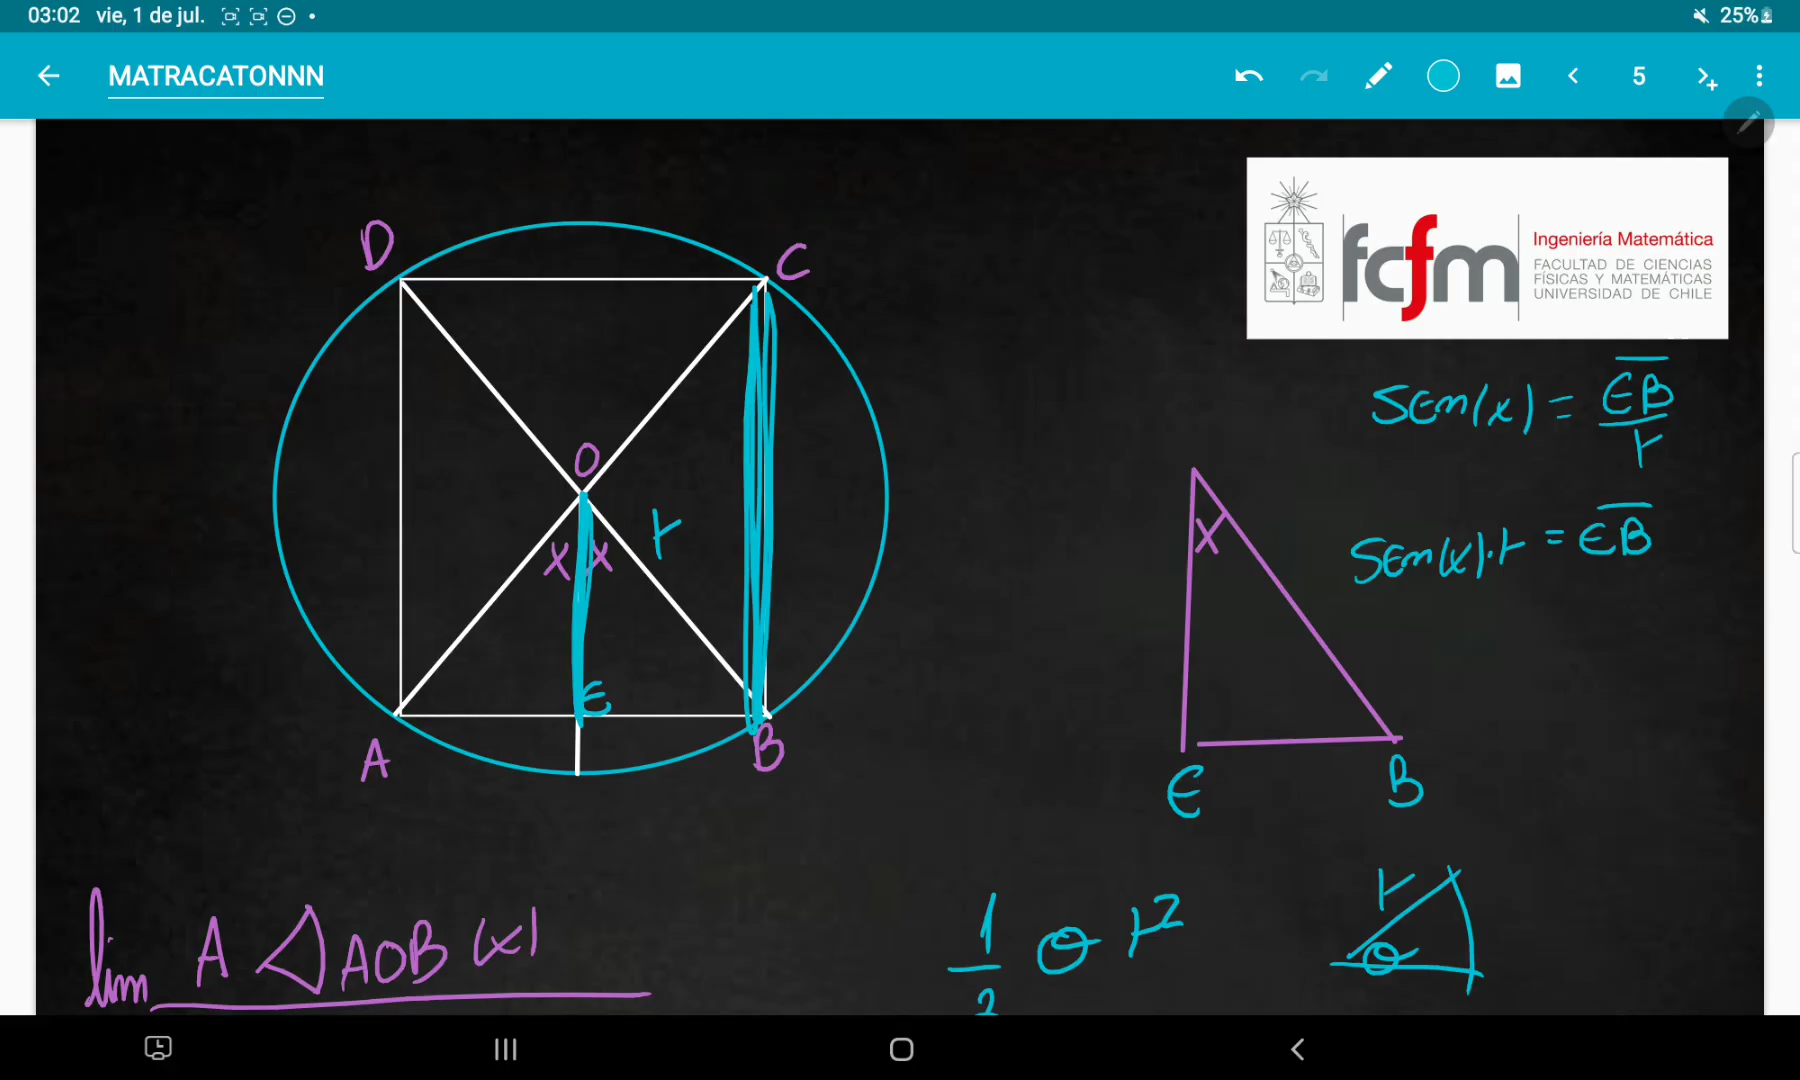 03:02 vie, 1 de jul. 25%
MATRACATONNN 5
fcfm
Ingeniería Matemática
FACULTAD DE CIENCIAS
FÍSICAS Y MATEMÁTICAS
UNIVERSIDAD DE CHILE
D
C
O
x x
r
E
A
B
sen(x) = EB/r
sen(x)·r = EB
x
E B
lim A ◁ AOB (x)
1/2 θ r²
r
θ